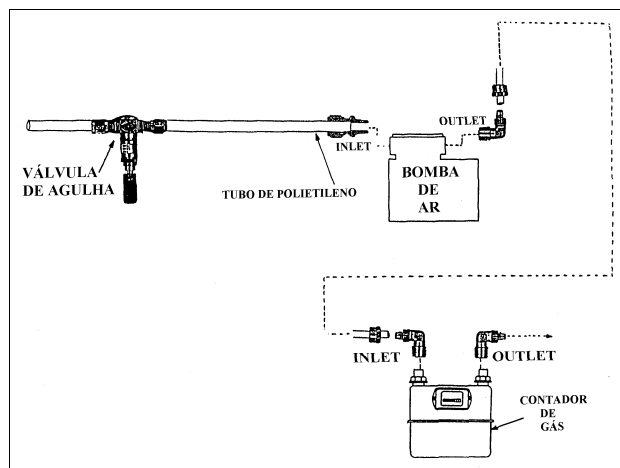 OUTLET
INLET
VÁLVULA
DE AGULHA
TUBO DE POLIETILENO
BOMBA
DE
AR
INLET
OUTLET
CONTADOR
DE
GÁS